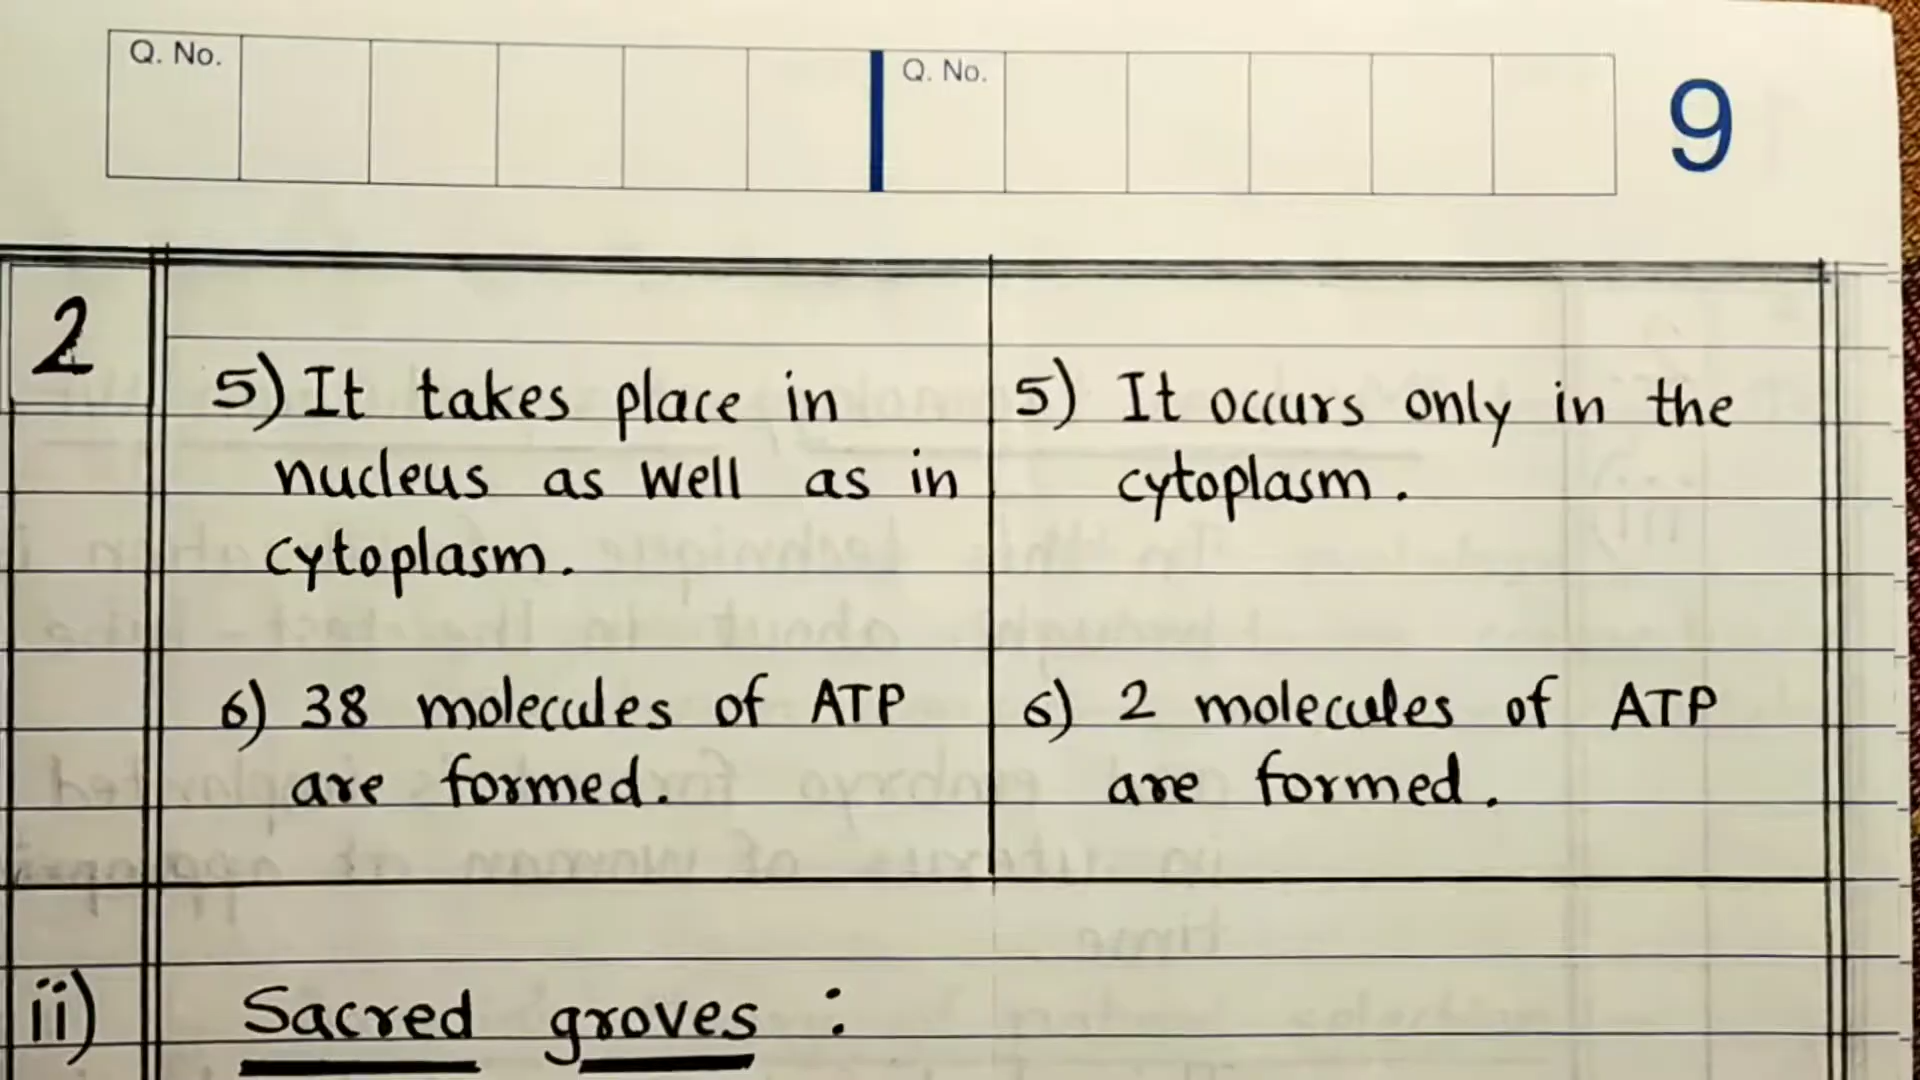 Q. No.
Q. No.
9
2
5) It takes place in
nucleus as well as in
cytoplasm.
6) 38 molecules of ATP
are formed.
5) It occurs only in the
cytoplasm.
6) 2 molecules of ATP
are formed.
ii) Sacred groves :